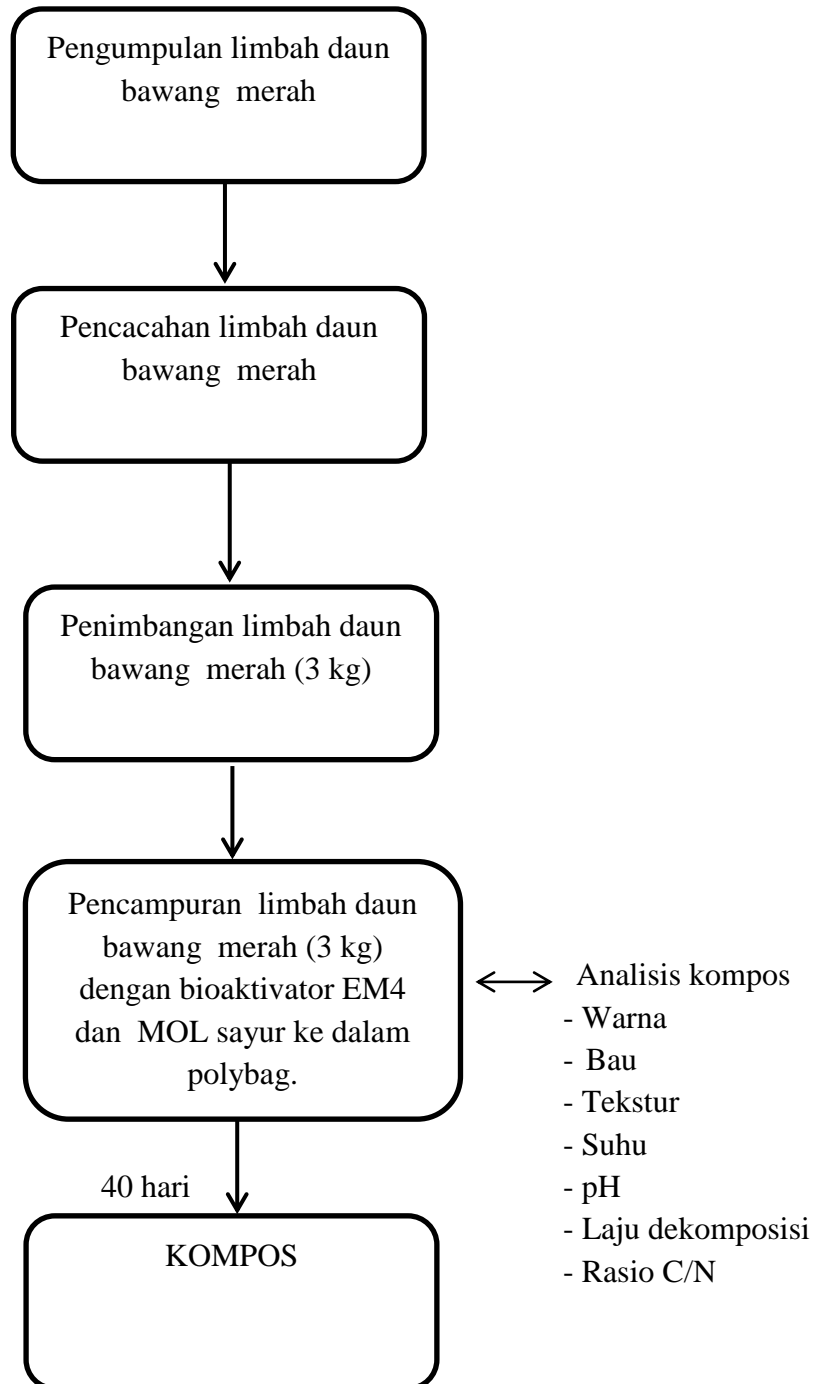 Pengumpulan limbah daun
bawang merah
Pencacahan limbah daun
bawang merah
Penimbangan limbah daun
bawang merah (3 kg)
Pencampuran limbah daun
bawang merah (3 kg)
dengan bioaktivator EM4
dan MOL sayur ke dalam
polybag.
Analisis kompos
- Warna
- Bau
- Tekstur
- Suhu
- pH
- Laju dekomposisi
- Rasio C/N
40 hari
KOMPOS